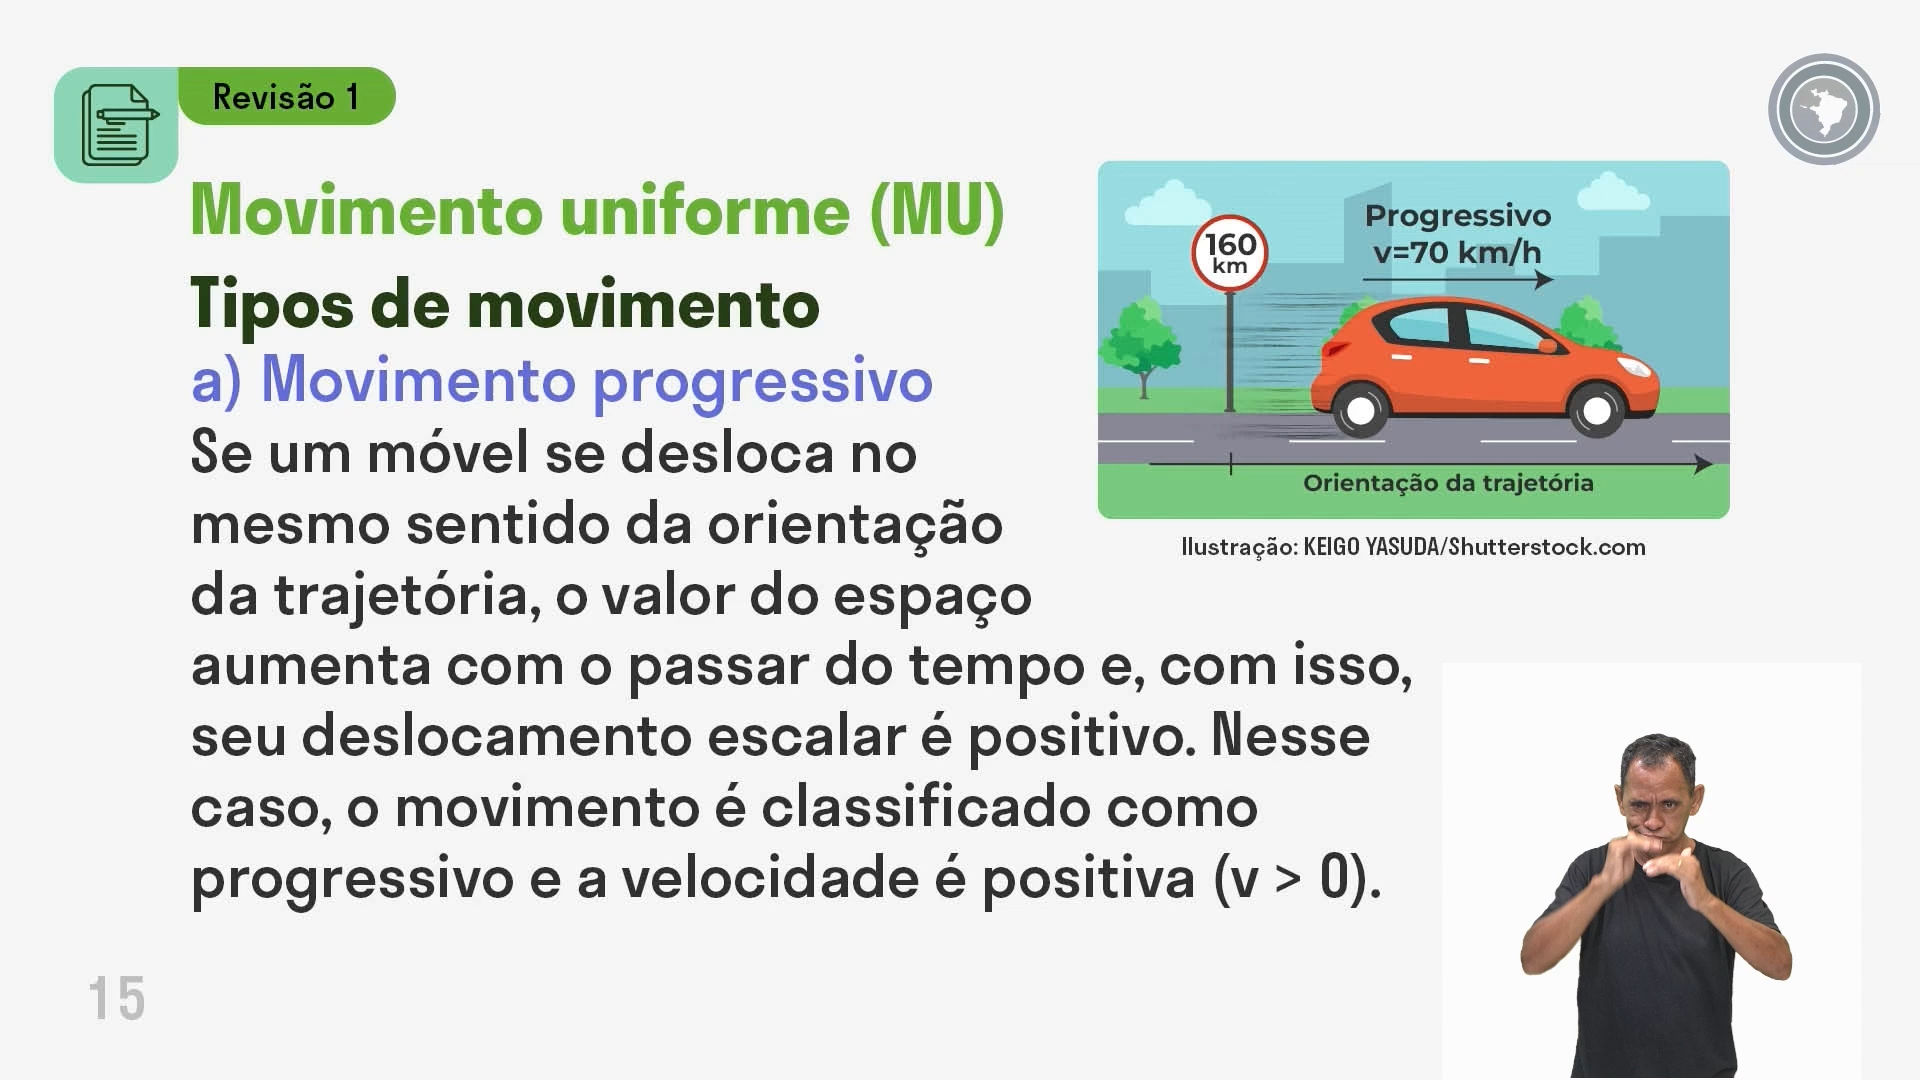 Revisão 1
Movimento uniforme (MU)
Tipos de movimento
a) Movimento progressivo
Se um móvel se desloca no
mesmo sentido da orientação
da trajetória, o valor do espaço
aumenta com o passar do tempo e, com isso,
seu deslocamento escalar é positivo. Nesse
caso, o movimento é classificado como
progressivo e a velocidade é positiva (v > 0).
Progressivo
v=70 km/h
160
km
Orientação da trajetória
Ilustração: KEIGO YASUDA/Shutterstock.com
15